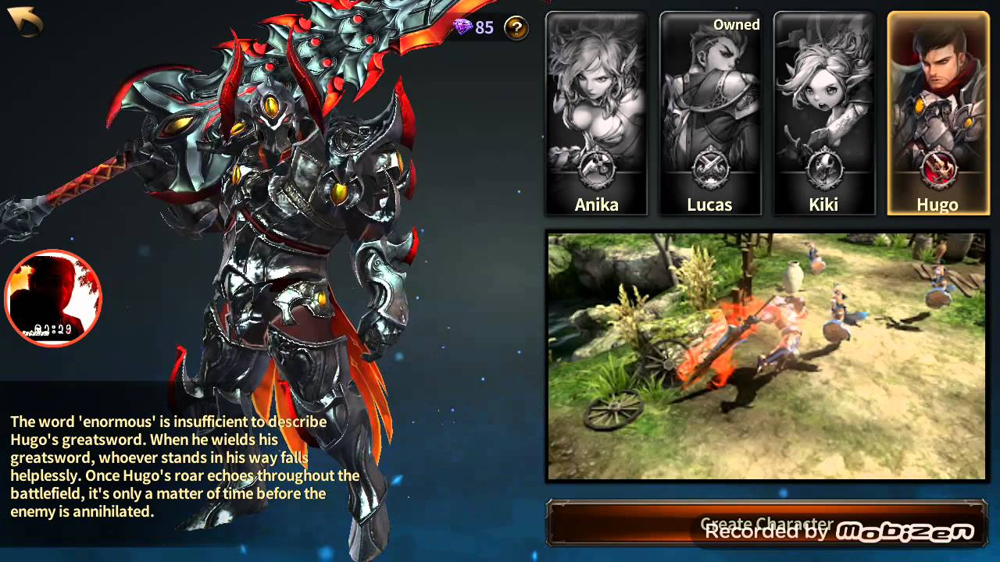 85 ?
Owned
Anika
Lucas
Kiki
Hugo
The word 'enormous' is insufficient to describe
Hugo's greatsword. When he wields his
greatsword, whoever stands in his way falls
helplessly. Once Hugo's roar echoes throughout the
battlefield, it's only a matter of time before the
enemy is annihilated.
Create Character
Recorded by mobizen